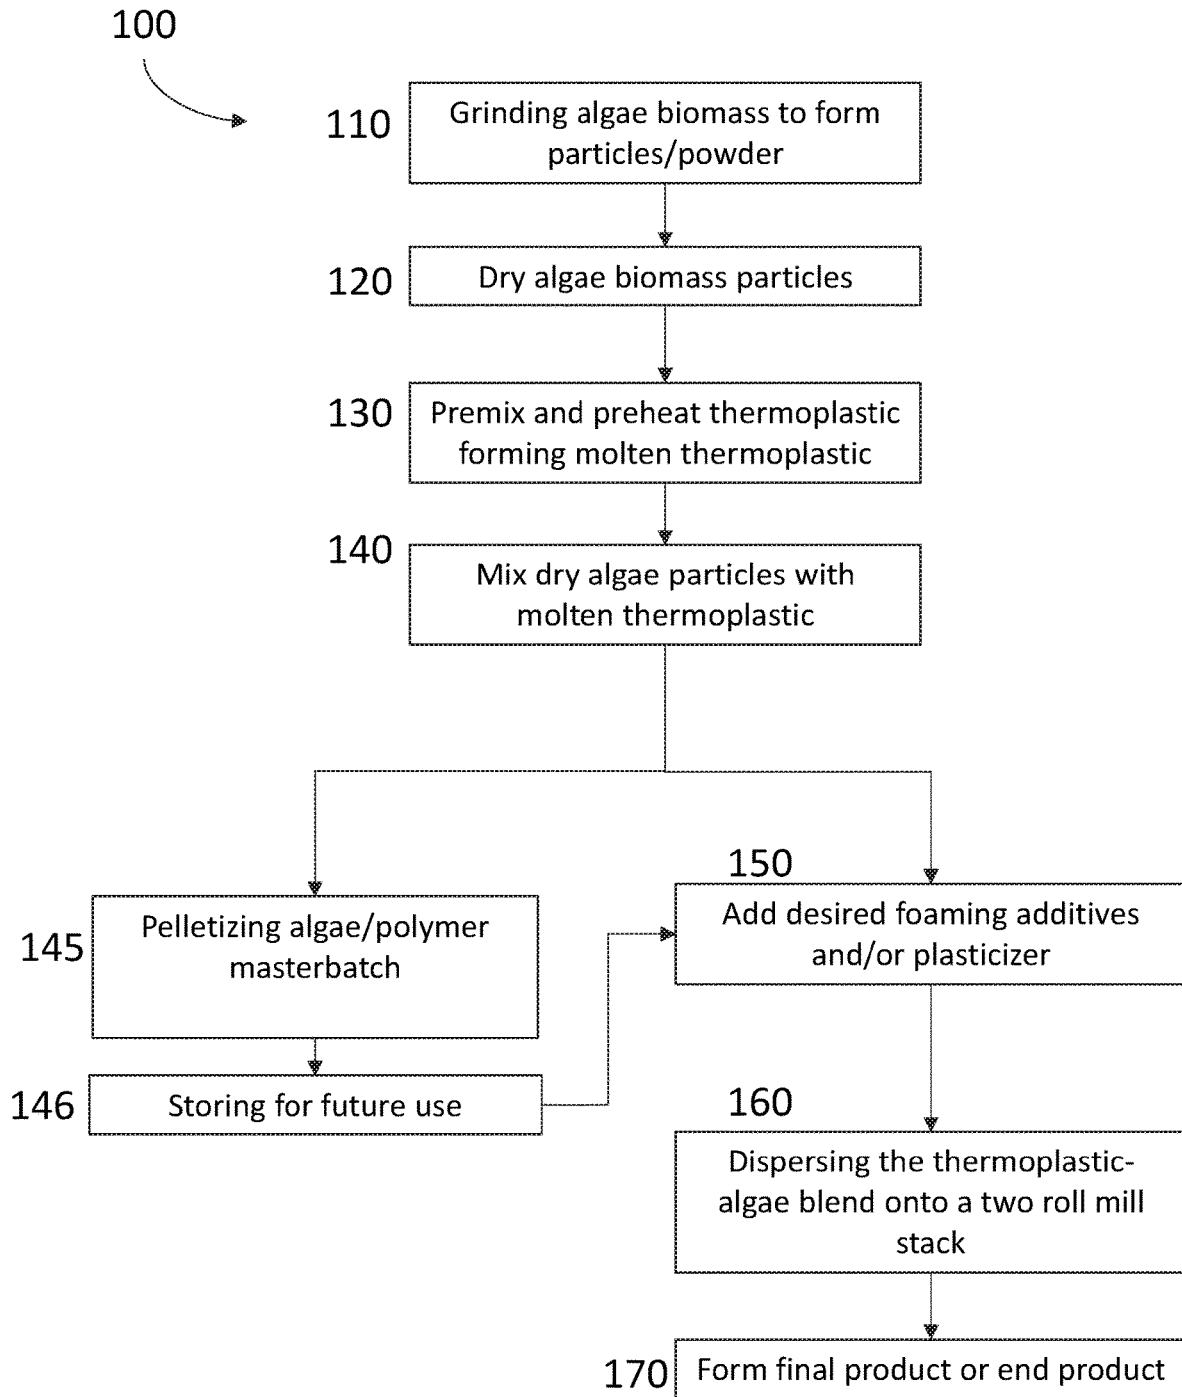 100
110
Grinding algae biomass to form
particles/powder
120
Dry algae biomass particles
130
Premix and preheat thermoplastic
forming molten thermoplastic
140
Mix dry algae particles with
molten thermoplastic
145
Pelletizing algae/polymer
masterbatch
146
Storing for future use
150
Add desired foaming additives
and/or plasticizer
160
Dispersing the thermoplastic-
algae blend onto a two roll mill
stack
170
Form final product or end product